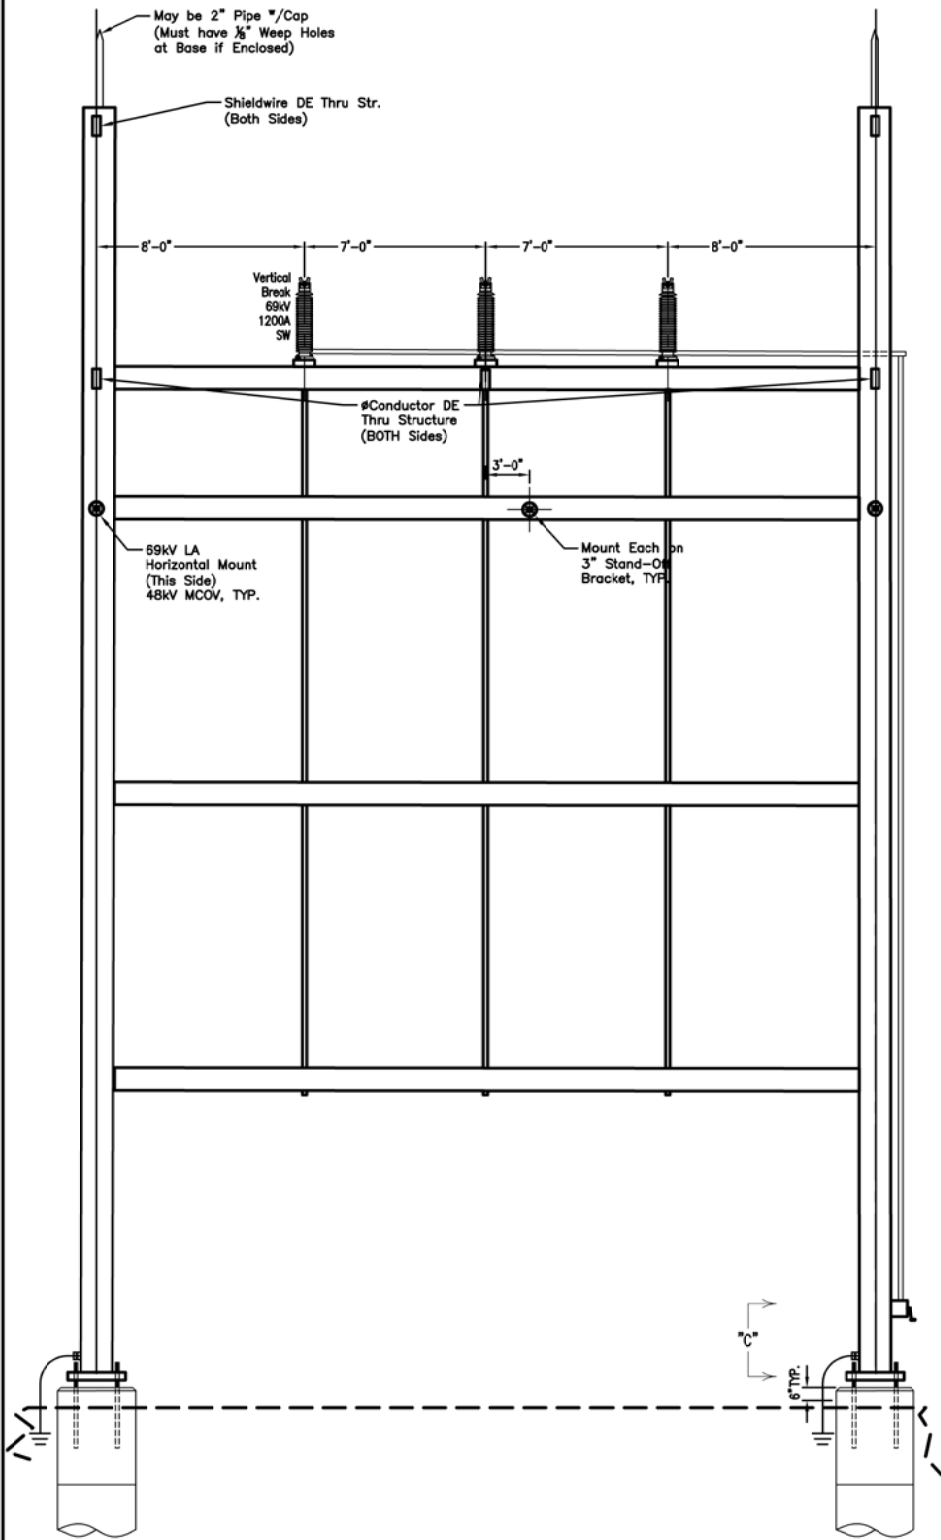 May be 2" Pipe W/Cap
(Must have ⅛" Weep Holes
at Base if Enclosed)
Shieldwire DE Thru Str.
(Both Sides)
8'-0"
7'-0"
7'-0"
8'-0"
Vertical
Break
69kV
1200A
SW
øConductor DE
Thru Structure
(BOTH Sides)
3'-0"
69kV LA
Horizontal Mount
(This Side)
48kV MCOV, TYP.
Mount Each on
3" Stand-Off
Bracket, TYP.
"C"
6"TYP.